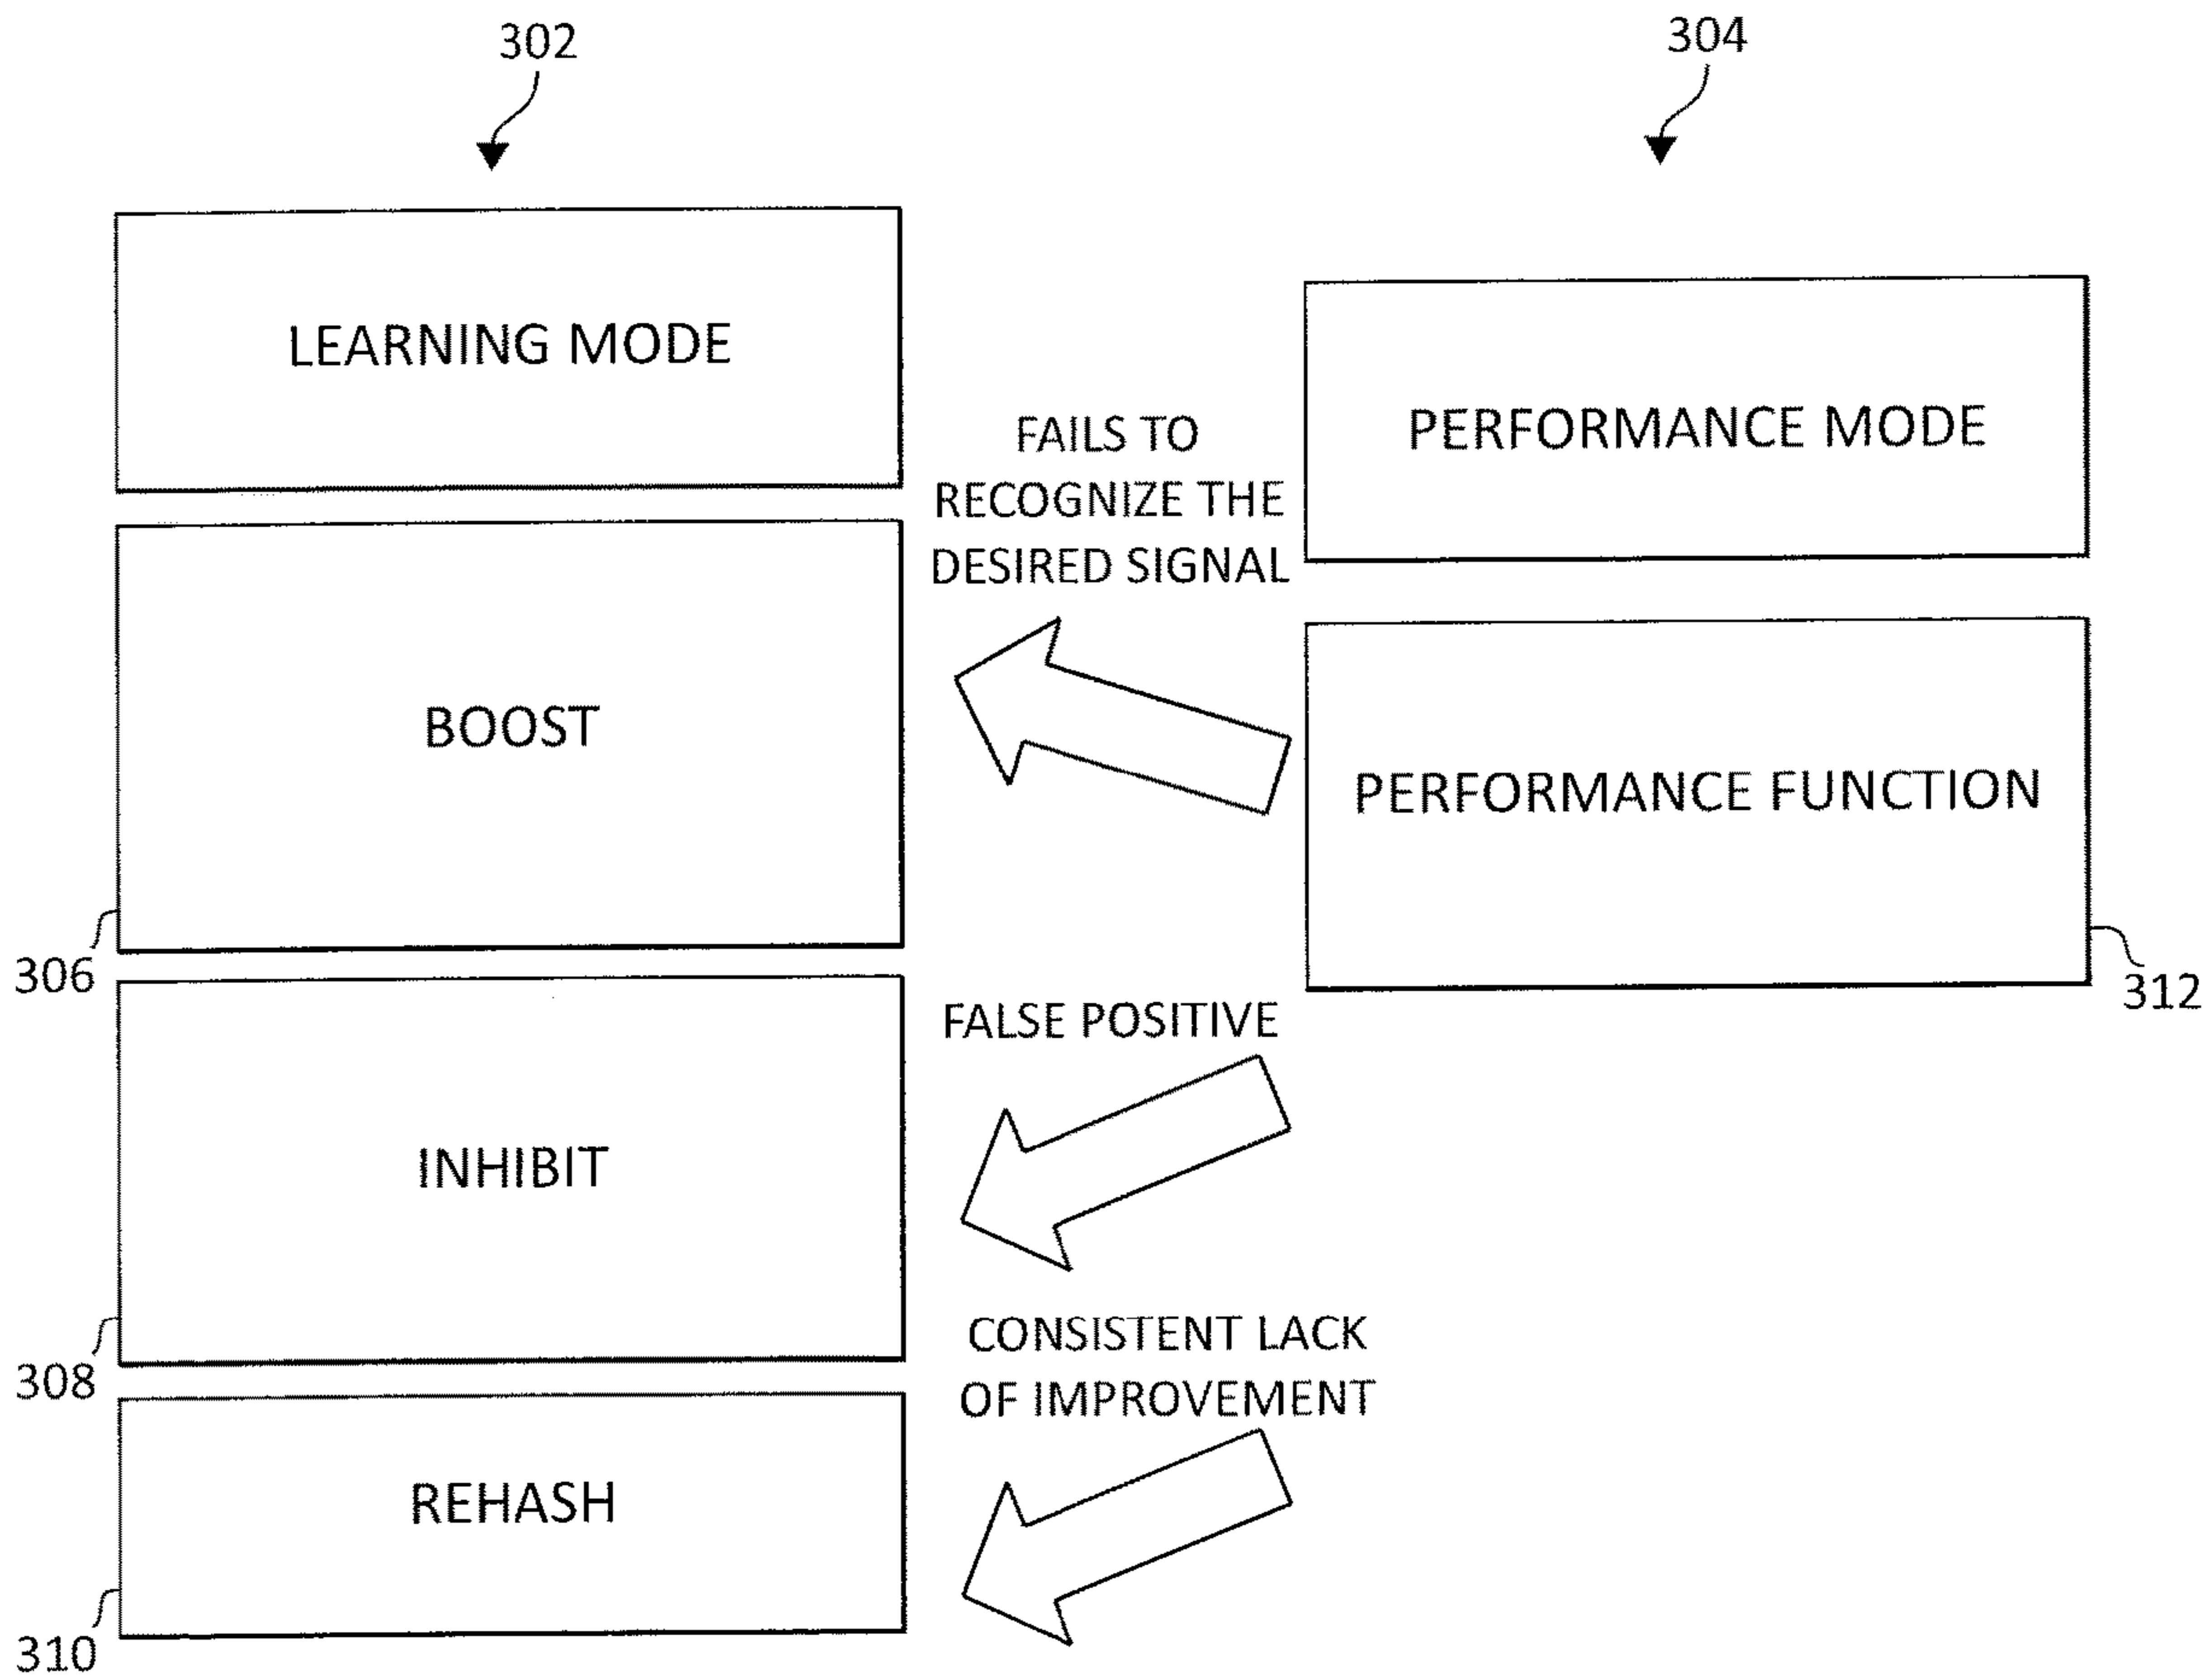 302
304
LEARNING MODE
FAILS TO
RECOGNIZE THE
DESIRED SIGNAL
PERFORMANCE MODE
BOOST
PERFORMANCE FUNCTION
306
312
FALSE POSITIVE
INHIBIT
308
CONSISTENT LACK
OF IMPROVEMENT
REHASH
310